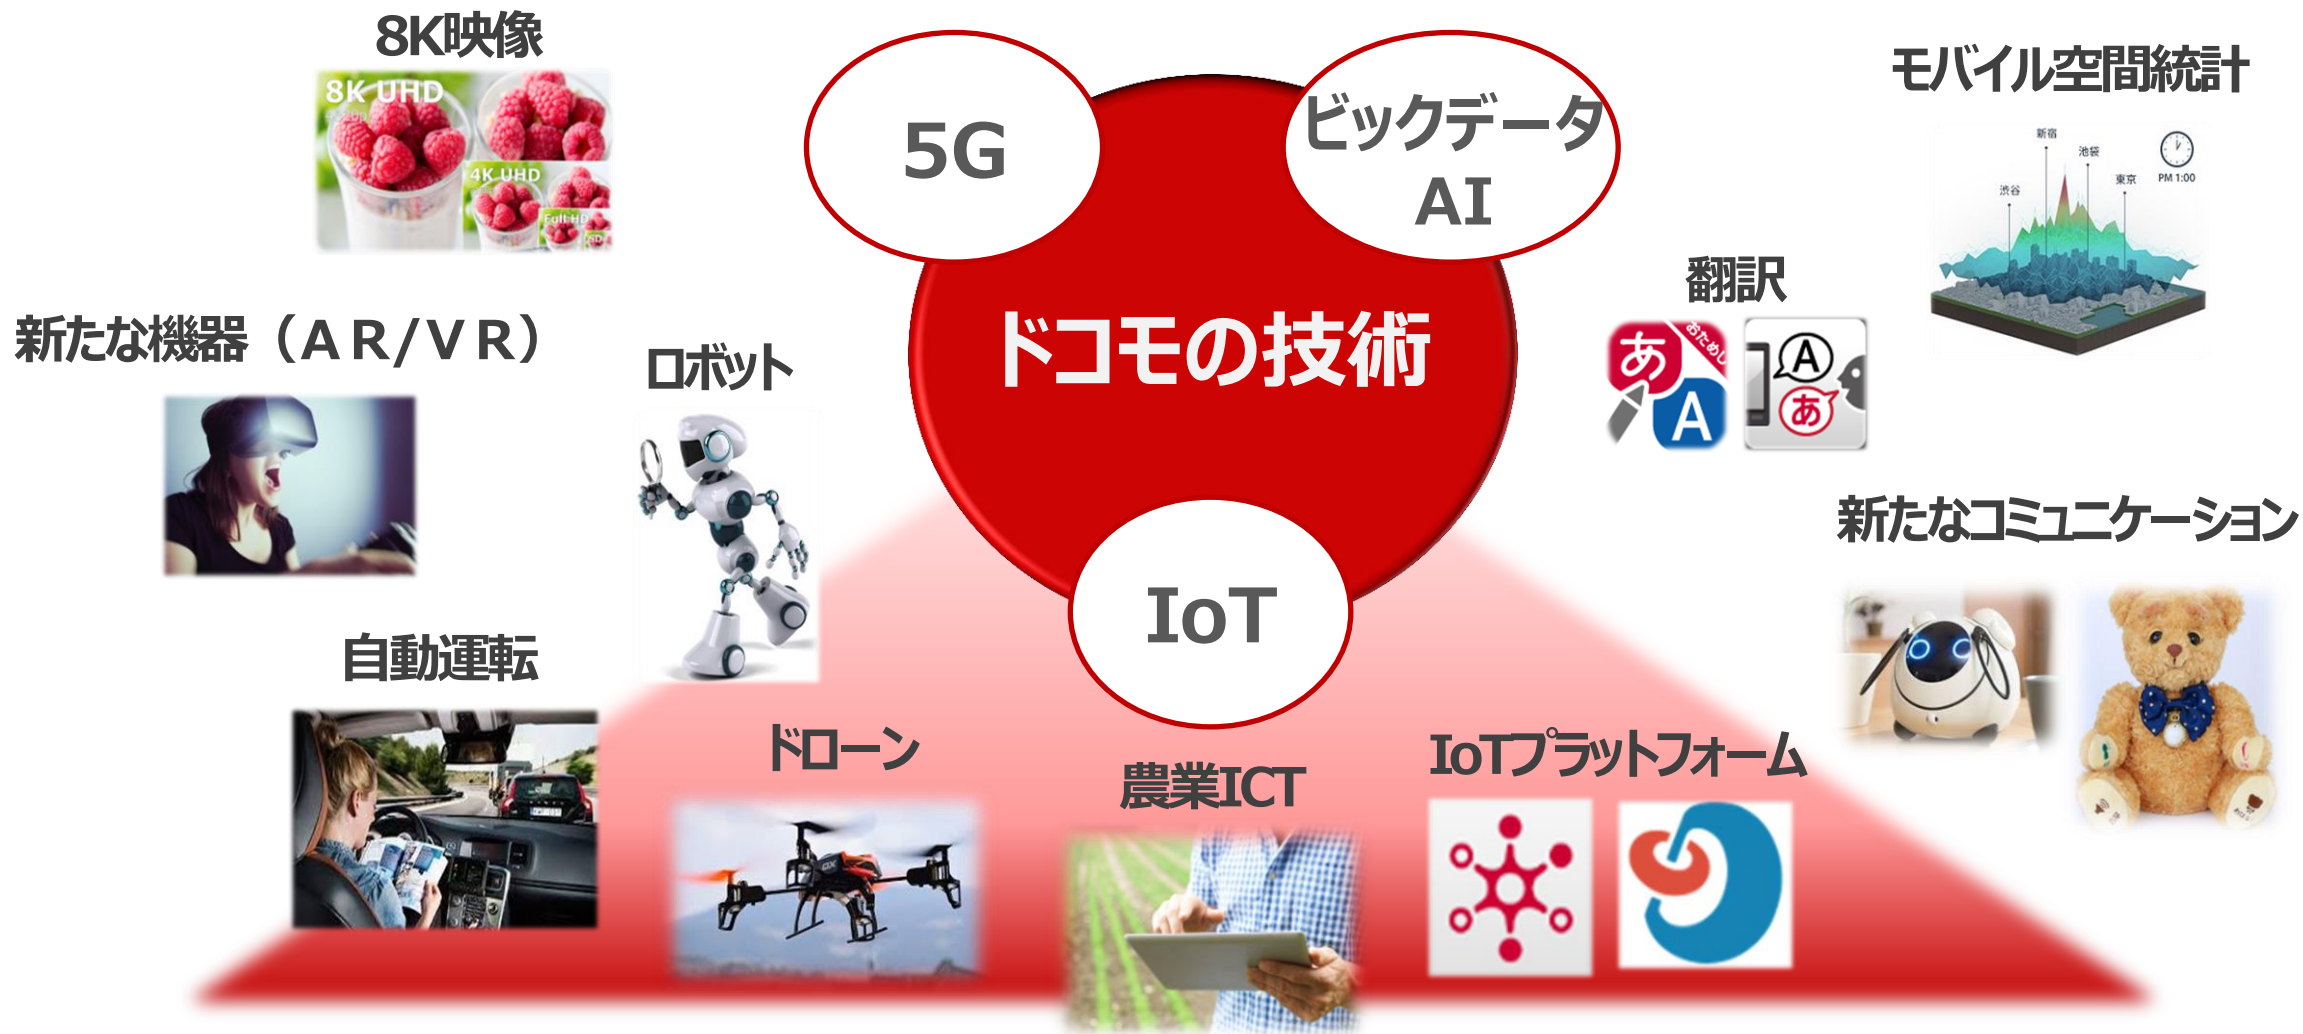 8K映像
8K UHD
4K UHD
Full HD
新たな機器（ＡＲ/ＶＲ）
ロボット
自動運転
ドローン
5G
ビックデータ
AI
ドコモの技術
IoT
農業ICT
IoTプラットフォーム
モバイル空間統計
新宿
池袋
渋谷
東京
PM 1:00
翻訳
あ
おためし
A
A
あ
新たなコミュニケーション